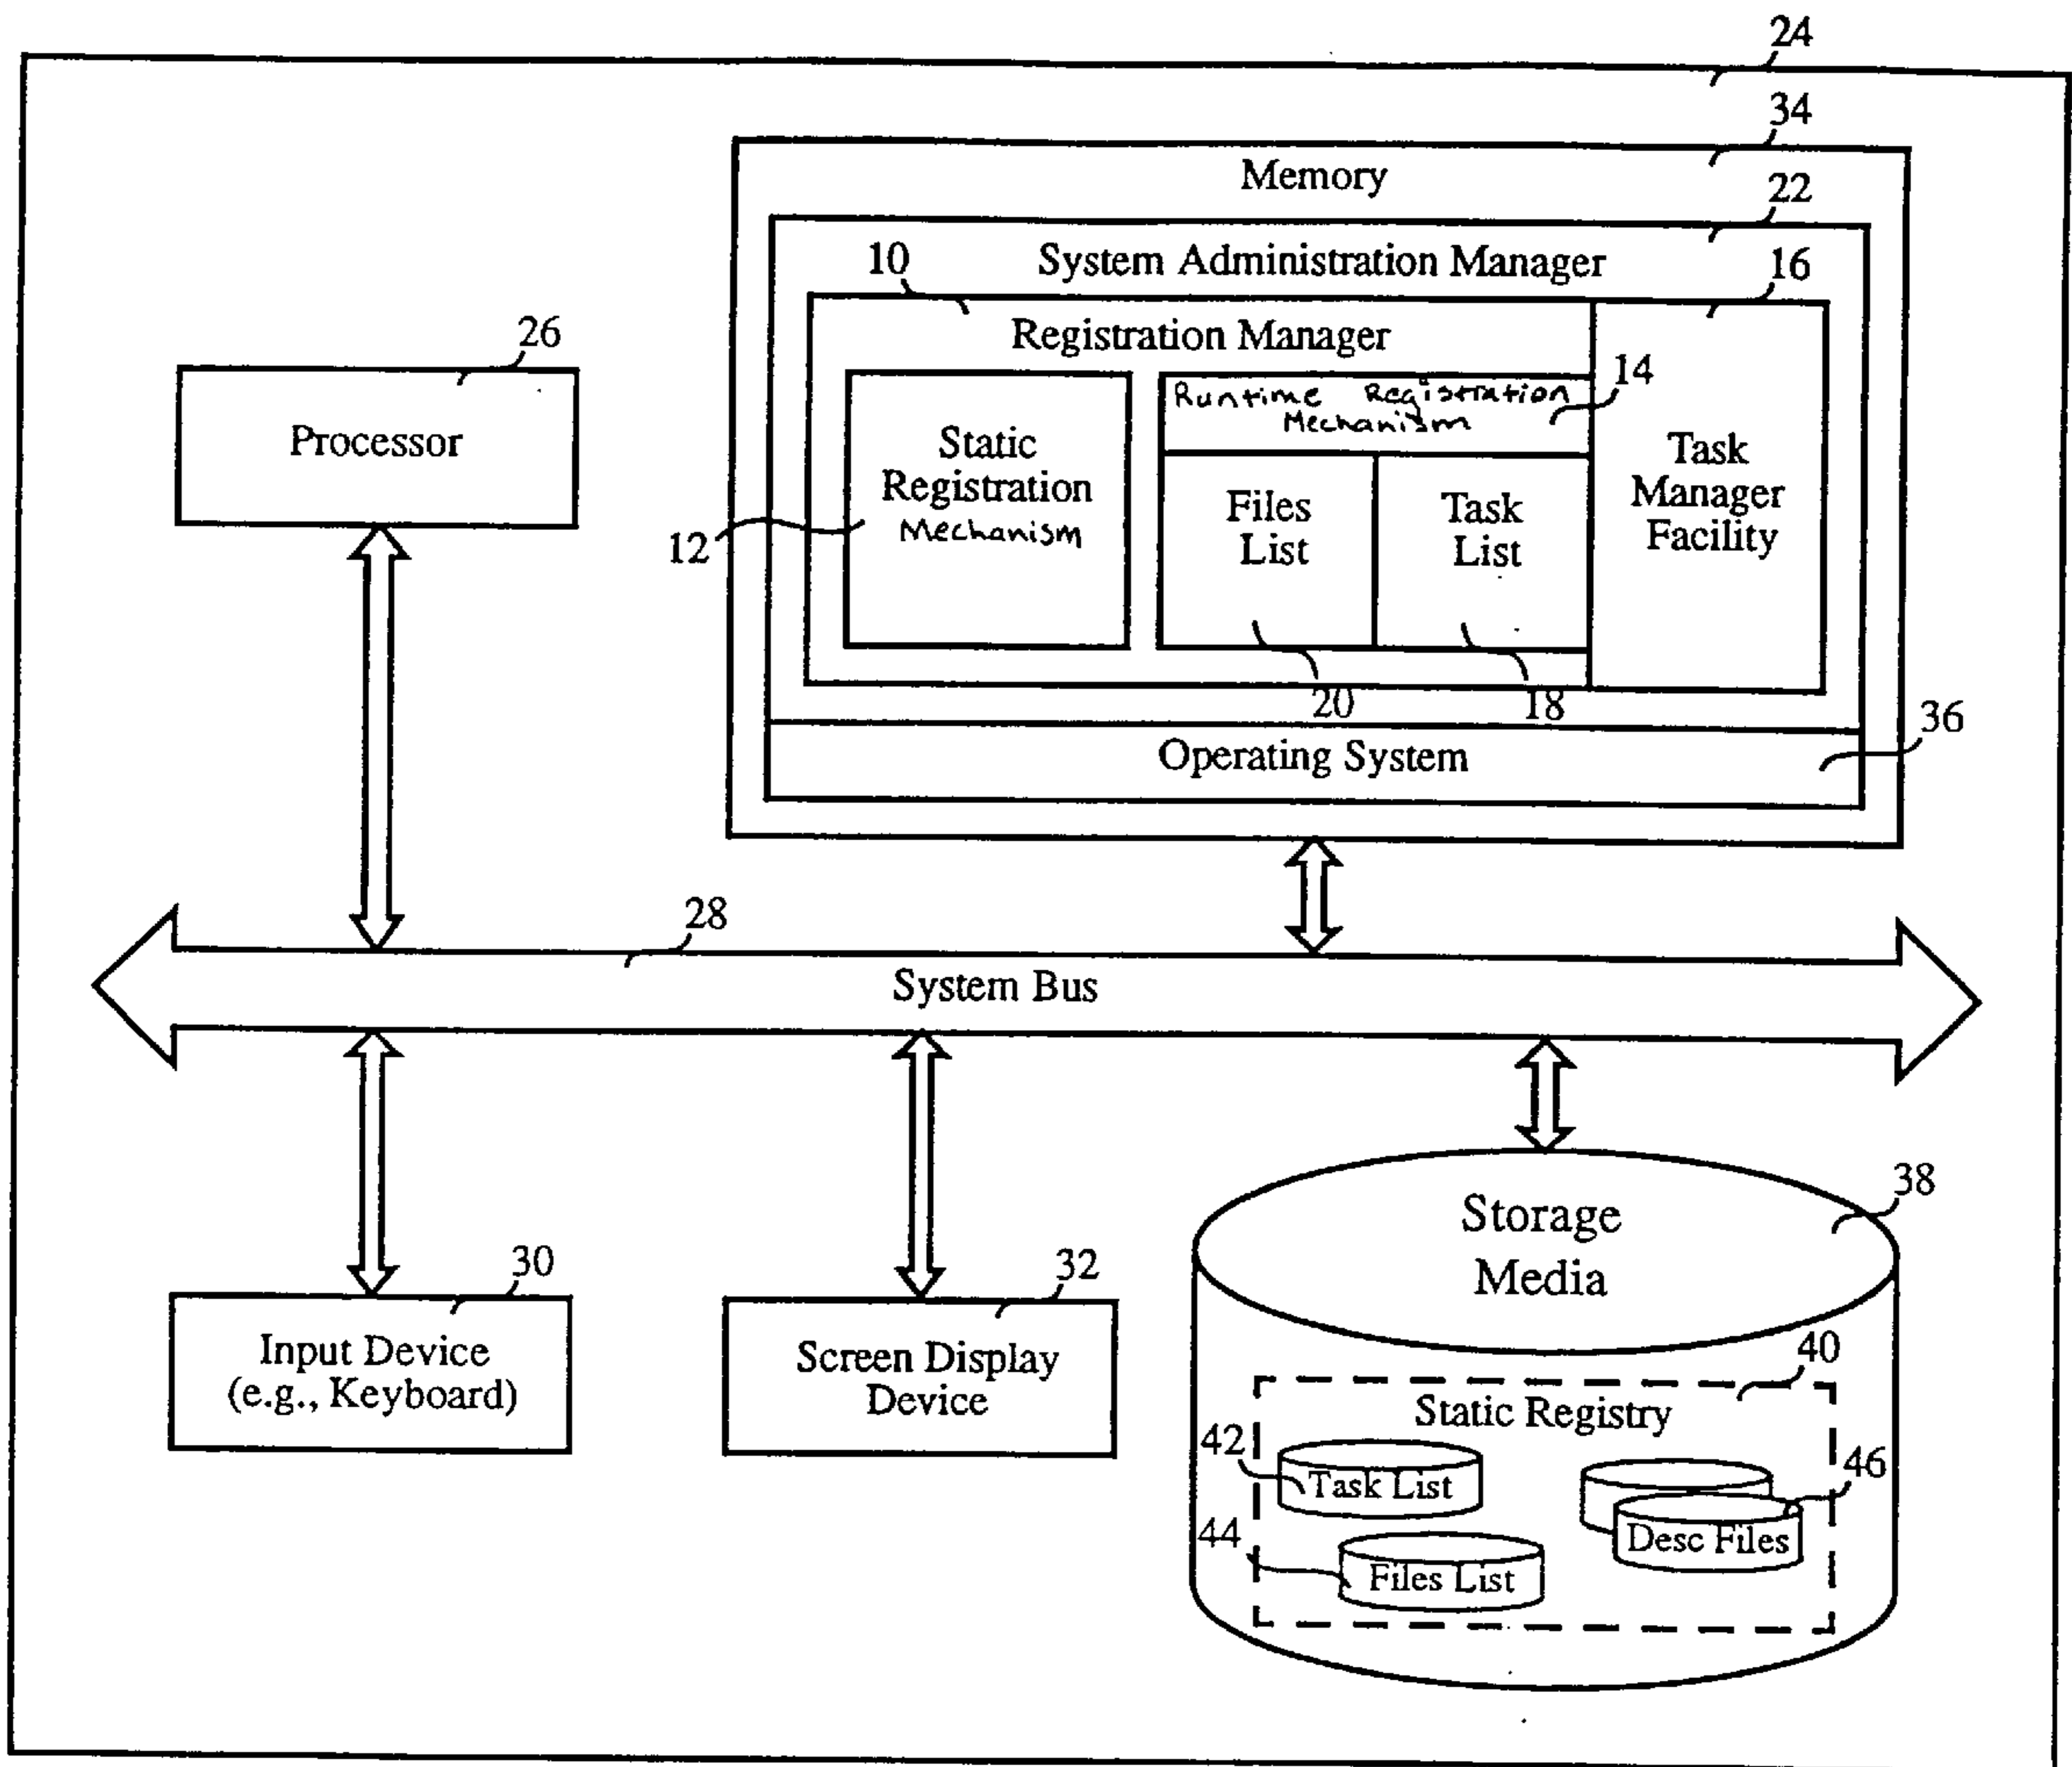 24
34
Memory
22
10
System Administration Manager
16
Registration Manager
26
Processor
14
Runtime Registration
Mechanism
Static
Registration
Mechanism
12
Files
List
Task
List
Task
Manager
Facility
20
18
36
Operating System
28
System Bus
38
Storage
Media
30
Input Device
(e.g., Keyboard)
32
Screen Display
Device
40
Static Registry
42
Task List
46
Desc Files
44
Files List